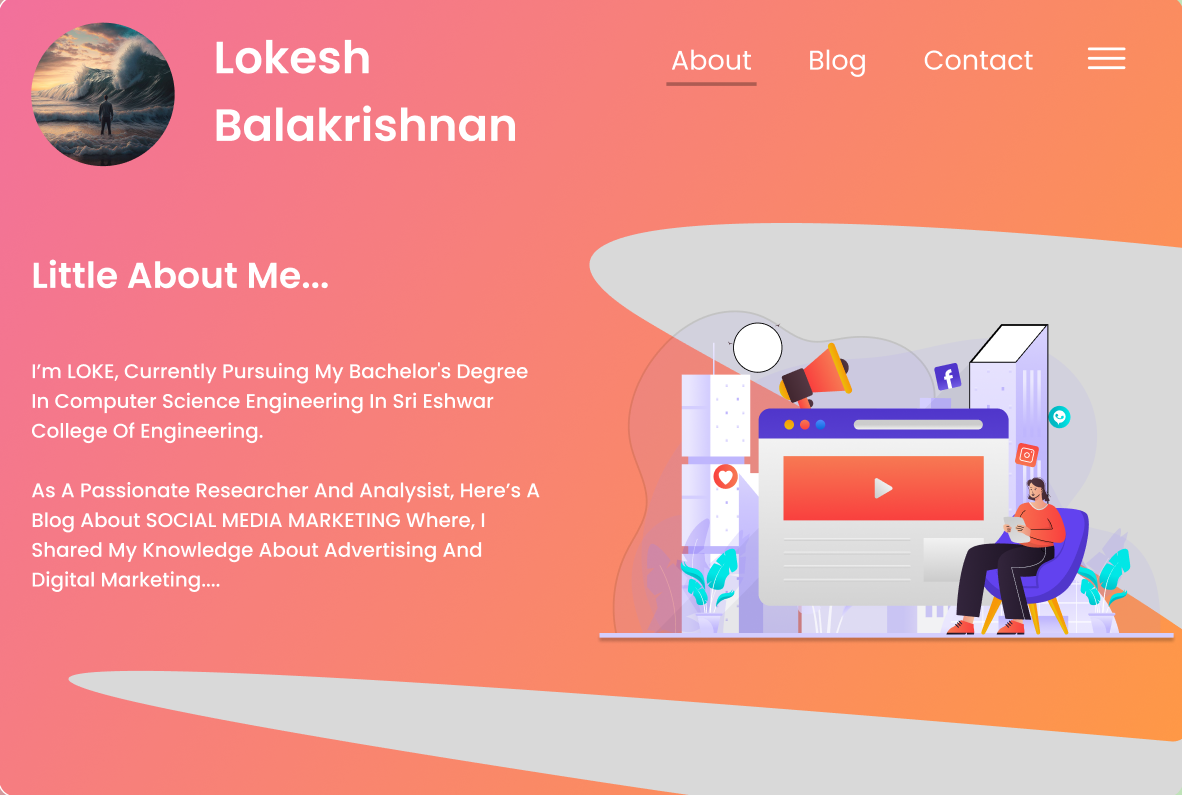 Lokesh
Balakrishnan
About Blog Contact
Little About Me...
I’m LOKE, Currently Pursuing My Bachelor's Degree
In Computer Science Engineering In Sri Eshwar
College Of Engineering.
As A Passionate Researcher And Analysist, Here’s A
Blog About SOCIAL MEDIA MARKETING Where, I
Shared My Knowledge About Advertising And
Digital Marketing....